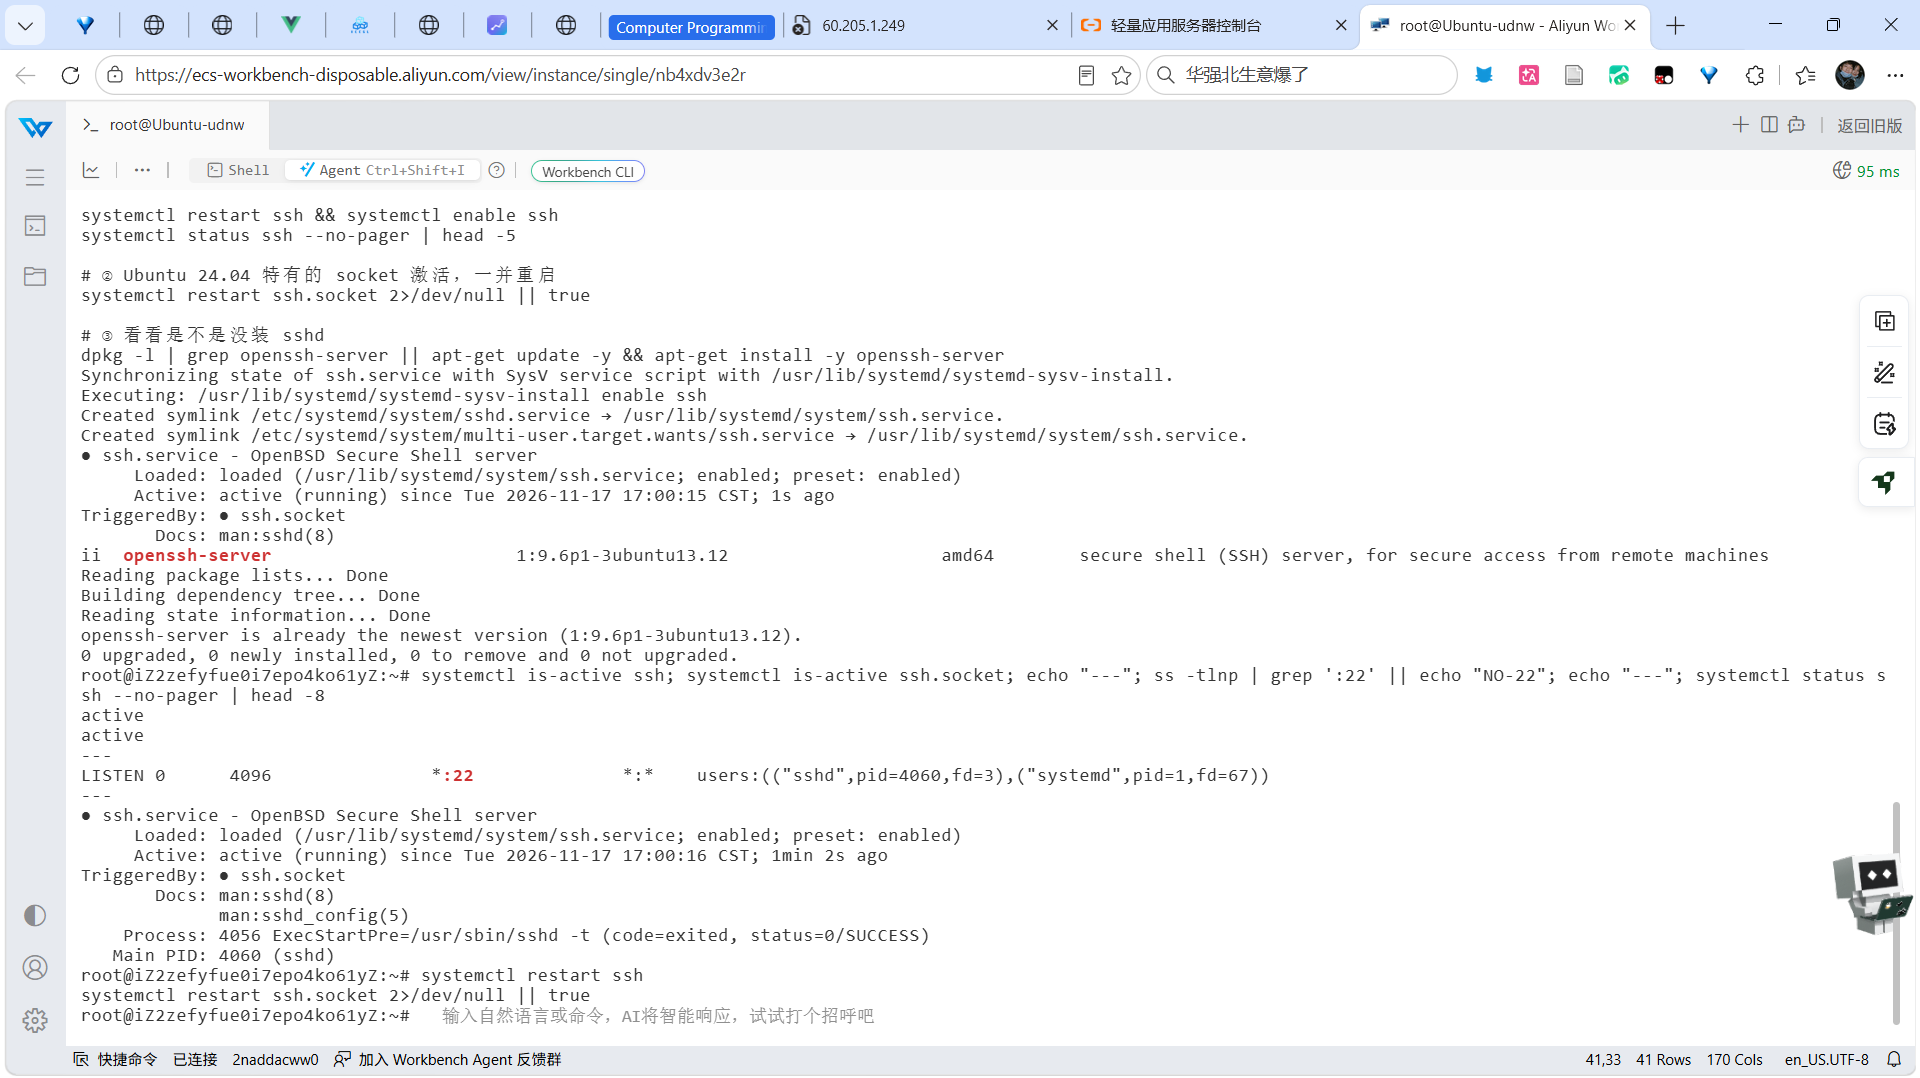 Computer Programmi
60.205.1.249
轻量应用服务器控制台
root@Ubuntu-udnw - Aliyun Wo
https://ecs-workbench-disposable.aliyun.com/view/instance/single/nb4xdv3e2r
华强北生意爆了
root@Ubuntu-udnw
返回旧版
Shell
Agent Ctrl+Shift+I
Workbench CLI
95 ms
systemctl restart ssh && systemctl enable ssh
systemctl status ssh --no-pager | head -5
# ② Ubuntu 24.04 特有的 socket 激活，一并重启
systemctl restart ssh.socket 2>/dev/null || true
# ③ 看看是不是没装 sshd
dpkg -l | grep openssh-server || apt-get update -y && apt-get install -y openssh-server
Synchronizing state of ssh.service with SysV service script with /usr/lib/systemd/systemd-sysv-install.
Executing: /usr/lib/systemd/systemd-sysv-install enable ssh
Created symlink /etc/systemd/system/sshd.service → /usr/lib/systemd/system/ssh.service.
Created symlink /etc/systemd/system/multi-user.target.wants/ssh.service → /usr/lib/systemd/system/ssh.service.
● ssh.service - OpenBSD Secure Shell server
Loaded: loaded (/usr/lib/systemd/system/ssh.service; enabled; preset: enabled)
Active: active (running) since Tue 2026-11-17 17:00:15 CST; 1s ago
TriggeredBy: ● ssh.socket
Docs: man:sshd(8)
ii openssh-server 1:9.6p1-3ubuntu13.12 amd64 secure shell (SSH) server, for secure access from remote machines
Reading package lists... Done
Building dependency tree... Done
Reading state information... Done
openssh-server is already the newest version (1:9.6p1-3ubuntu13.12).
0 upgraded, 0 newly installed, 0 to remove and 0 not upgraded.
root@iZ2zefyfue0i7epo4ko61yZ:~# systemctl is-active ssh; systemctl is-active ssh.socket; echo "---"; ss -tlnp | grep ':22' || echo "NO-22"; echo "---"; systemctl status s
sh --no-pager | head -8
active
active
---
LISTEN 0 4096 *:22 *:* users:(("sshd",pid=4060,fd=3),("systemd",pid=1,fd=67))
---
● ssh.service - OpenBSD Secure Shell server
Loaded: loaded (/usr/lib/systemd/system/ssh.service; enabled; preset: enabled)
Active: active (running) since Tue 2026-11-17 17:00:16 CST; 1min 2s ago
TriggeredBy: ● ssh.socket
Docs: man:sshd(8)
man:sshd_config(5)
Process: 4056 ExecStartPre=/usr/sbin/sshd -t (code=exited, status=0/SUCCESS)
Main PID: 4060 (sshd)
root@iZ2zefyfue0i7epo4ko61yZ:~# systemctl restart ssh
systemctl restart ssh.socket 2>/dev/null || true
root@iZ2zefyfue0i7epo4ko61yZ:~# 输入自然语言或命令，AI将智能响应，试试打个招呼吧
快捷命令 已连接 2naddacww0 加入 Workbench Agent 反馈群
41,33 41 Rows 170 Cols en_US.UTF-8